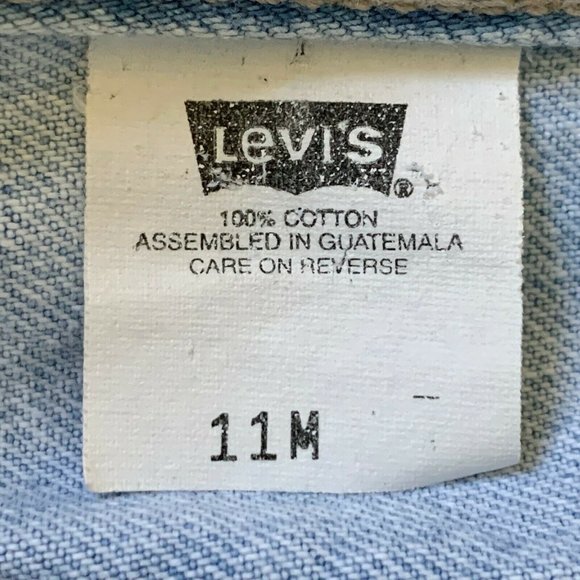 Levi's ®
100% COTTON
ASSEMBLED IN GUATEMALA
CARE ON REVERSE
11M